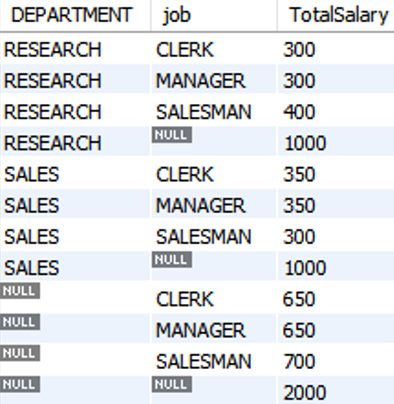 DEPARTMENT job TotalSalary
RESEARCH CLERK 300
RESEARCH MANAGER 300
RESEARCH SALESMAN 400
RESEARCH NULL 1000
SALES CLERK 350
SALES MANAGER 350
SALES SALESMAN 300
SALES NULL 1000
NULL CLERK 650
NULL MANAGER 650
NULL SALESMAN 700
NULL NULL 2000